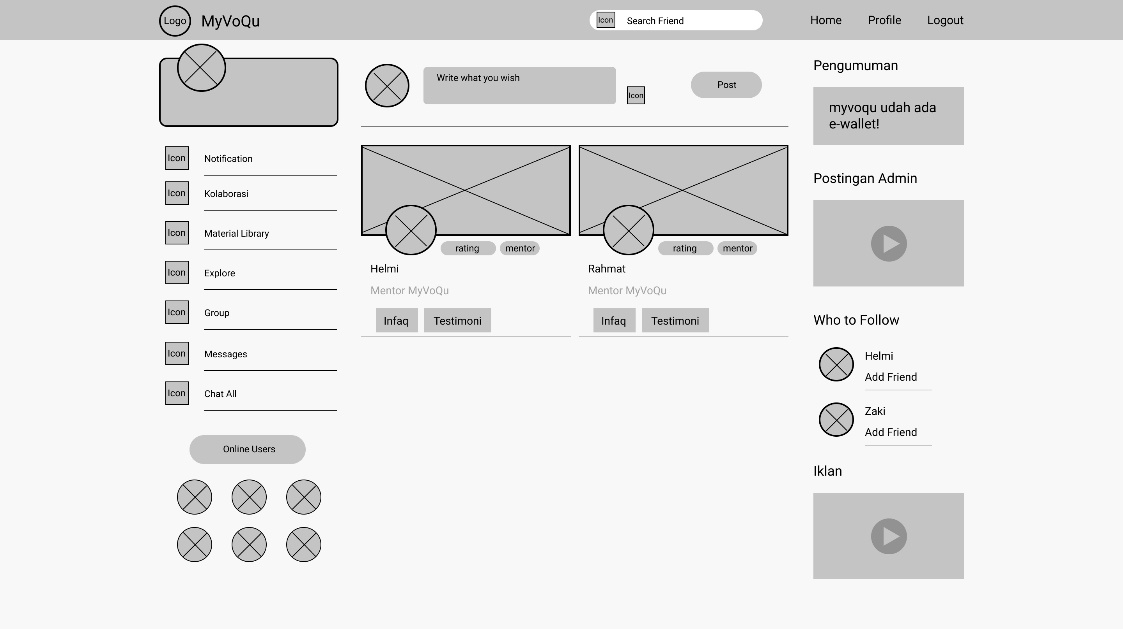 Logo
MyVoQu
Icon
Search Friend
Home
Profile
Logout
Icon
Notification
Icon
Kolaborasi
Icon
Material Library
Icon
Explore
Icon
Group
Icon
Messages
Icon
Chat All
Online Users
Write what you wish
Icon
Post
rating
mentor
Helmi
Mentor MyVoQu
Infaq
Testimoni
rating
mentor
Rahmat
Mentor MyVoQu
Infaq
Testimoni
Pengumuman
myvoqu udah ada
e-wallet!
Postingan Admin
Who to Follow
Helmi
Add Friend
Zaki
Add Friend
Iklan